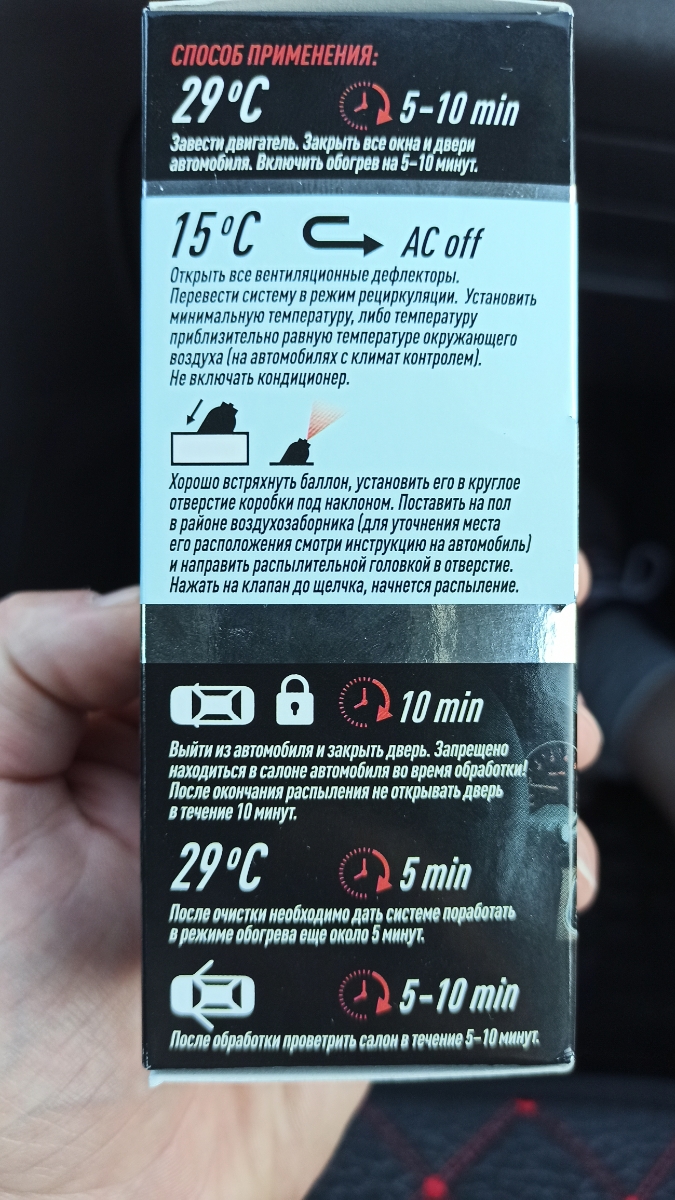 СПОСОБ ПРИМЕНЕНИЯ:
29°C 5-10 min
Завести двигатель. Закрыть все окна и двери
автомобиля. Включить обогрев на 5-10 минут.
15°C AC off
Открыть все вентиляционные дефлекторы.
Перевести систему в режим рециркуляции. Установить
минимальную температуру, либо температуру
приблизительно равную температуре окружающего
воздуха (на автомобилях с климат контролем).
Не включать кондиционер.
Хорошо встряхнуть баллон, установить его в круглое
отверстие коробки под наклоном. Поставить на пол
в районе воздухозаборника (для уточнения места
его расположения смотри инструкцию на автомобиль)
и направить распылительной головкой в отверстие.
Нажать на клапан до щелчка, начнется распыление.
10 min
Выйти из автомобиля и закрыть дверь. Запрещено
находиться в салоне автомобиля во время обработки!
После окончания распыления не открывать дверь
в течение 10 минут.
29°C 5 min
После очистки необходимо дать системе поработать
в режиме обогрева еще около 5 минут.
5-10 min
После обработки проветрить салон в течение 5-10 минут.